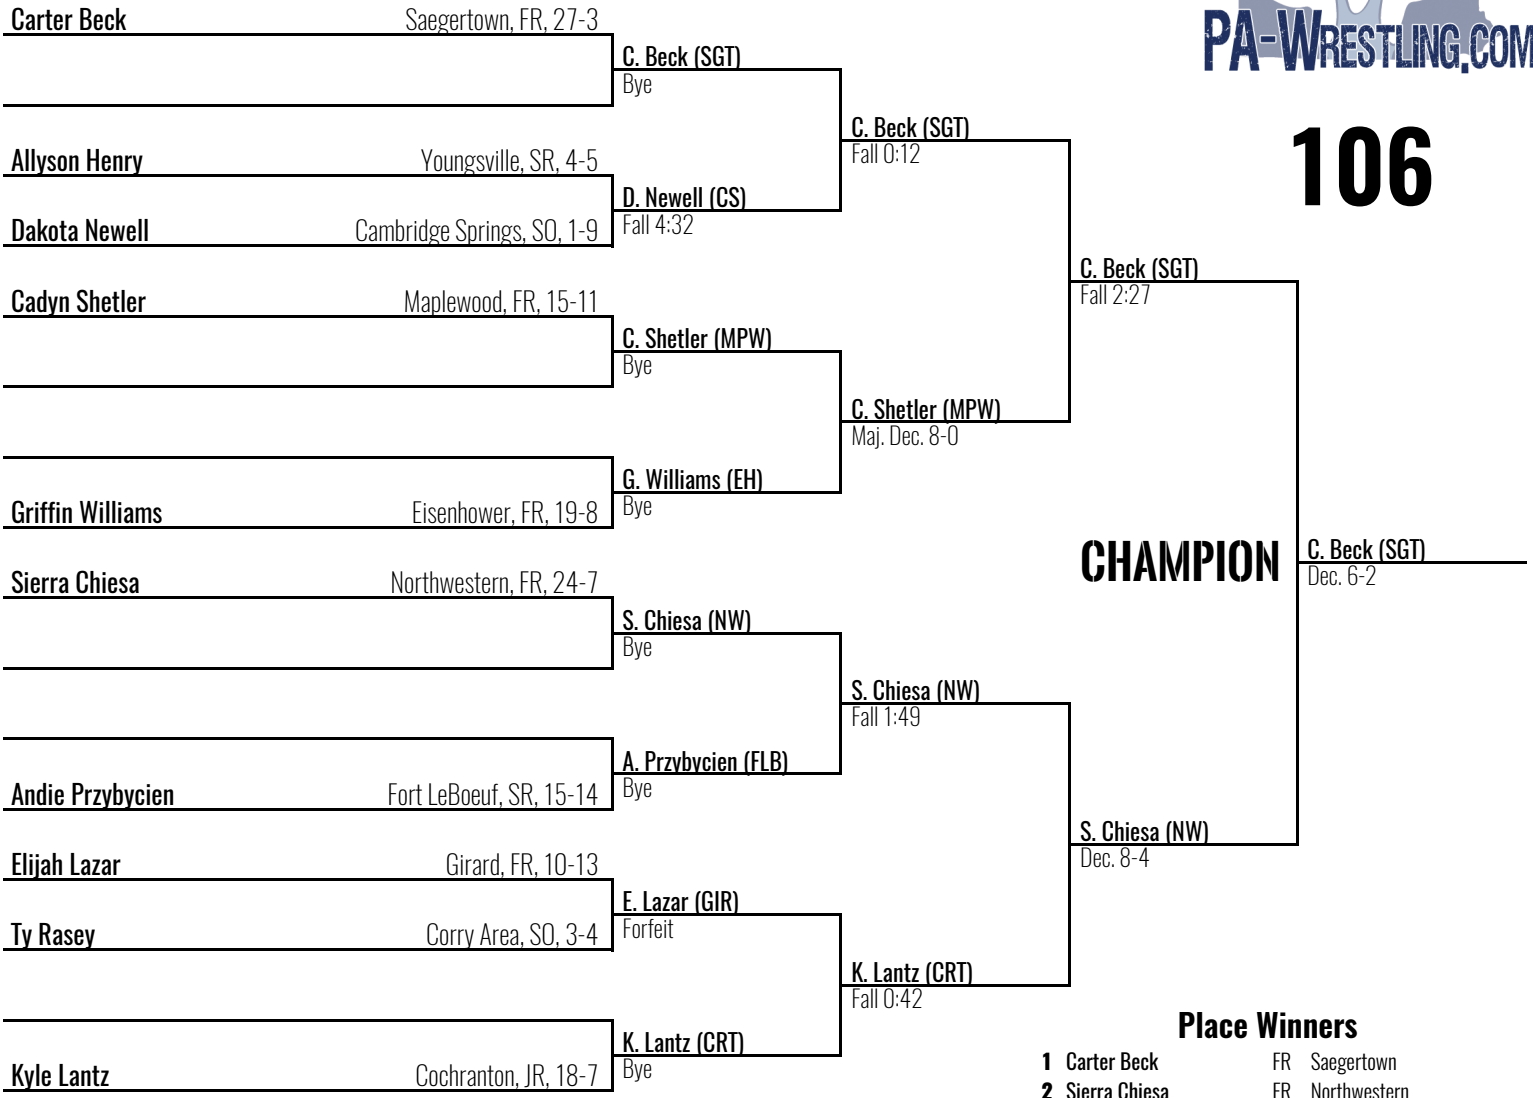 PA-WRESTLING.COM
106
Carter Beck Saegertown, FR, 27-3
C. Beck (SGT)
Bye
Allyson Henry Youngsville, SR, 4-5
D. Newell (CS)
Fall 4:32
Dakota Newell Cambridge Springs, SO, 1-9
C. Beck (SGT)
Fall 0:12
Cadyn Shetler Maplewood, FR, 15-11
C. Shetler (MPW)
Bye
G. Williams (EH)
Bye
Griffin Williams Eisenhower, FR, 19-8
C. Shetler (MPW)
Maj. Dec. 8-0
C. Beck (SGT)
Fall 2:27
Sierra Chiesa Northwestern, FR, 24-7
S. Chiesa (NW)
Bye
A. Przybycien (FLB)
Bye
Andie Przybycien Fort LeBoeuf, SR, 15-14
S. Chiesa (NW)
Fall 1:49
Elijah Lazar Girard, FR, 10-13
E. Lazar (GIR)
Forfeit
Ty Rasey Corry Area, SO, 3-4
K. Lantz (CRT)
Bye
Kyle Lantz Cochranton, JR, 18-7
K. Lantz (CRT)
Fall 0:42
S. Chiesa (NW)
Dec. 8-4
CHAMPION
C. Beck (SGT)
Dec. 6-2
Place Winners
1 Carter Beck FR Saegertown
2 Sierra Chiesa FR Northwestern